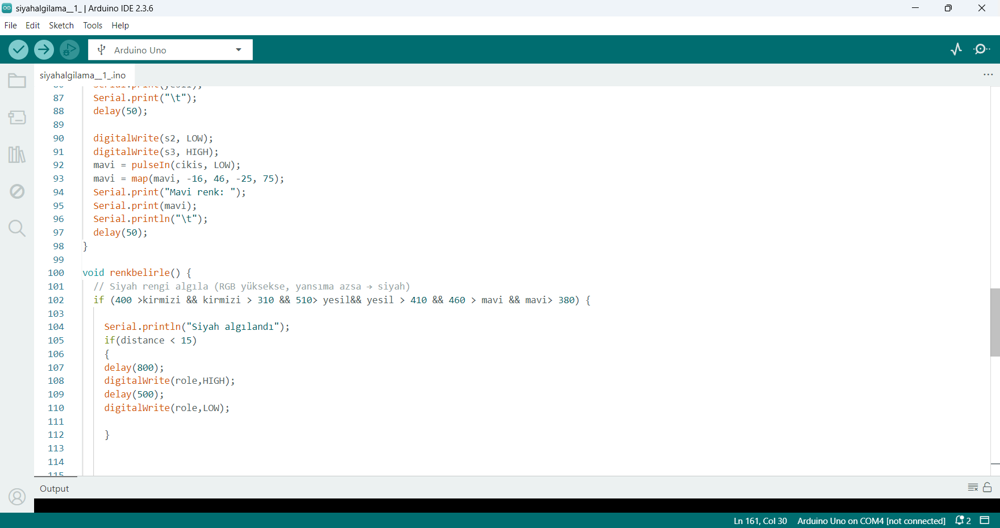 siyahalgilama__1_ | Arduino IDE 2.3.6
File Edit Sketch Tools Help
Arduino Uno
siyahalgilama__1_.ino
87 Serial.print("\t");
88 delay(50);
89
90 digitalWrite(s2, LOW);
91 digitalWrite(s3, HIGH);
92 mavi = pulseIn(cikis, LOW);
93 mavi = map(mavi, -16, 46, -25, 75);
94 Serial.print("Mavi renk: ");
95 Serial.print(mavi);
96 Serial.println("\t");
97 delay(50);
98 }
99
100 void renkbelirle() {
101 // Siyah rengi algıla (RGB yüksekse, yansıma azsa → siyah)
102 if (400 >kirmizi && kirmizi > 310 && 510> yesil&& yesil > 410 && 460 > mavi && mavi> 380) {
103
104 Serial.println("Siyah algılandı");
105 if(distance < 15)
106 {
107 delay(800);
108 digitalWrite(role,HIGH);
109 delay(500);
110 digitalWrite(role,LOW);
111
112 }
113
114
115
Output
Ln 161, Col 30 Arduino Uno on COM4 [not connected] 2